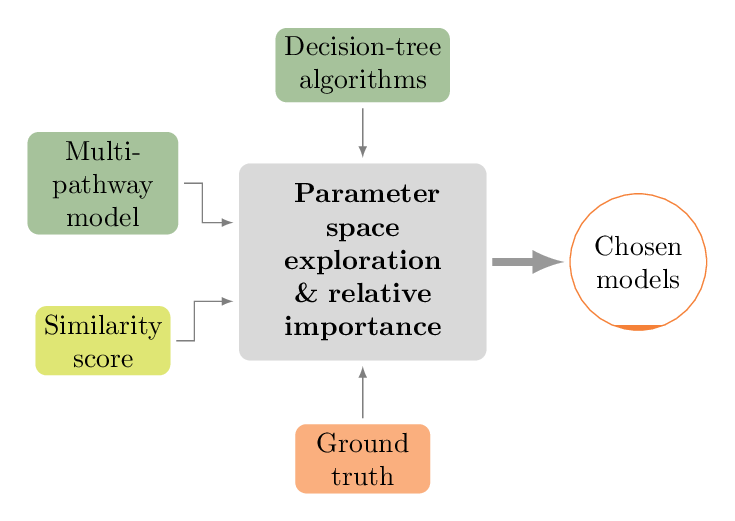 Decision-tree
algorithms
Multi-
pathway
model
Parameter
space
exploration
& relative
importance
Chosen
models
Similarity
score
Ground
truth